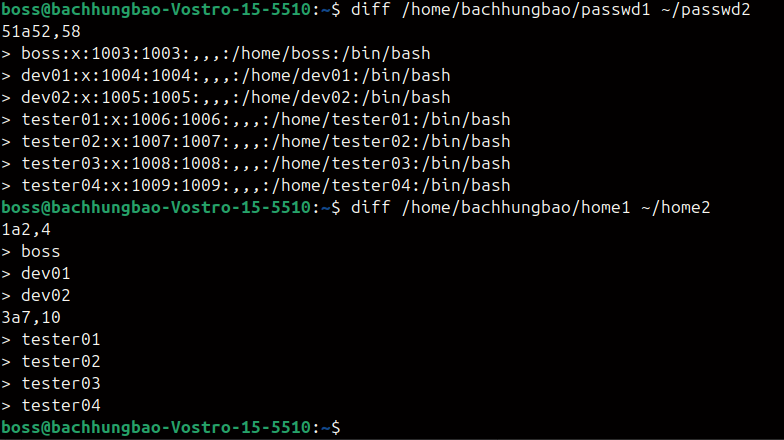 boss@bachhungbao-Vostro-15-5510:~$ diff /home/bachhungbao/passwd1 ~/passwd2
51a52,58
> boss:x:1003:1003:,,,:/home/boss:/bin/bash
> dev01:x:1004:1004:,,,:/home/dev01:/bin/bash
> dev02:x:1005:1005:,,,:/home/dev02:/bin/bash
> tester01:x:1006:1006:,,,:/home/tester01:/bin/bash
> tester02:x:1007:1007:,,,:/home/tester02:/bin/bash
> tester03:x:1008:1008:,,,:/home/tester03:/bin/bash
> tester04:x:1009:1009:,,,:/home/tester04:/bin/bash
boss@bachhungbao-Vostro-15-5510:~$ diff /home/bachhungbao/home1 ~/home2
1a2,4
> boss
> dev01
> dev02
3a7,10
> tester01
> tester02
> tester03
> tester04
boss@bachhungbao-Vostro-15-5510:~$